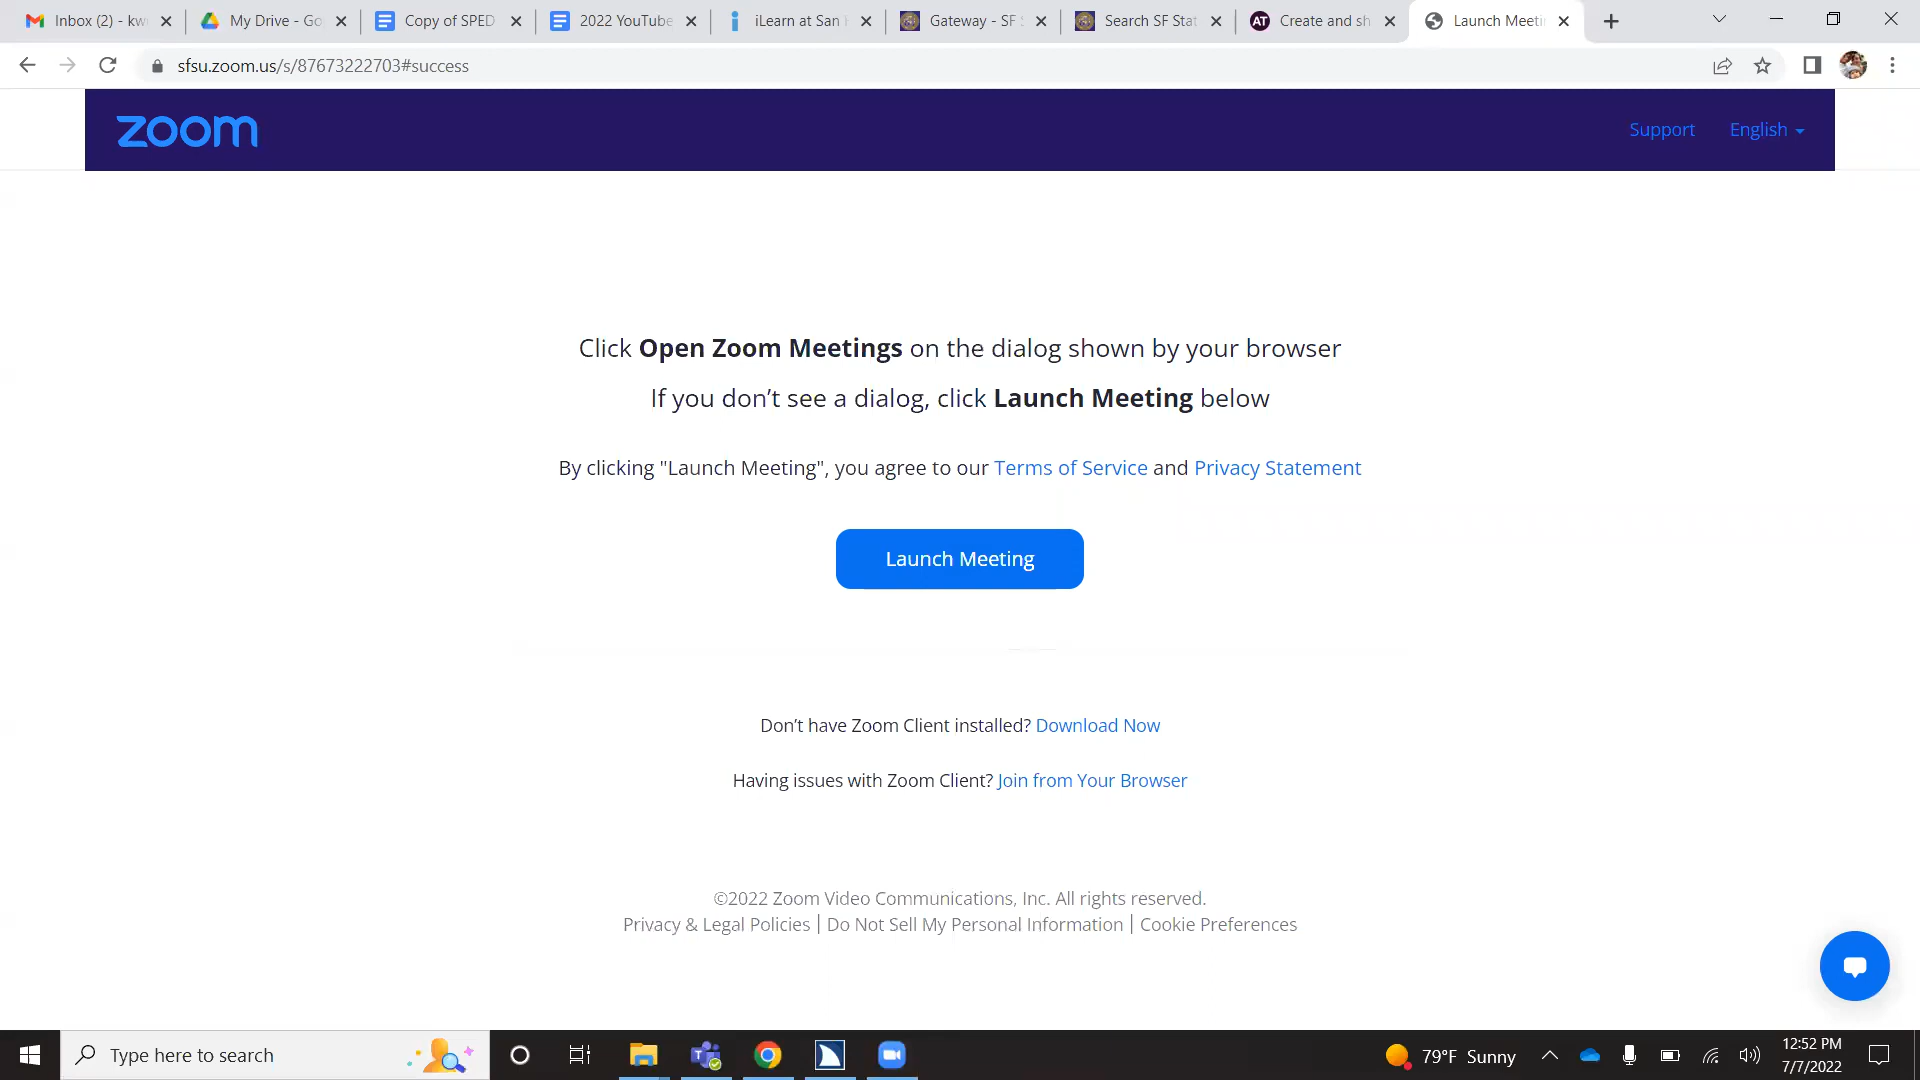 Inbox (2) - kw
My Drive - Go
Copy of SPED
2022 YouTube
iLearn at San
Gateway - SF S
Search SF Stat
AT
Create and sh
Launch Meetin
sfsu.zoom.us/s/87673222703#success
zoom
Support
English
Click Open Zoom Meetings on the dialog shown by your browser
If you don’t see a dialog, click Launch Meeting below
By clicking "Launch Meeting", you agree to our Terms of Service and Privacy Statement
Launch Meeting
Don’t have Zoom Client installed? Download Now
Having issues with Zoom Client? Join from Your Browser
©2022 Zoom Video Communications, Inc. All rights reserved.
Privacy & Legal Policies | Do Not Sell My Personal Information | Cookie Preferences
Type here to search
79°F Sunny
12:52 PM
7/7/2022